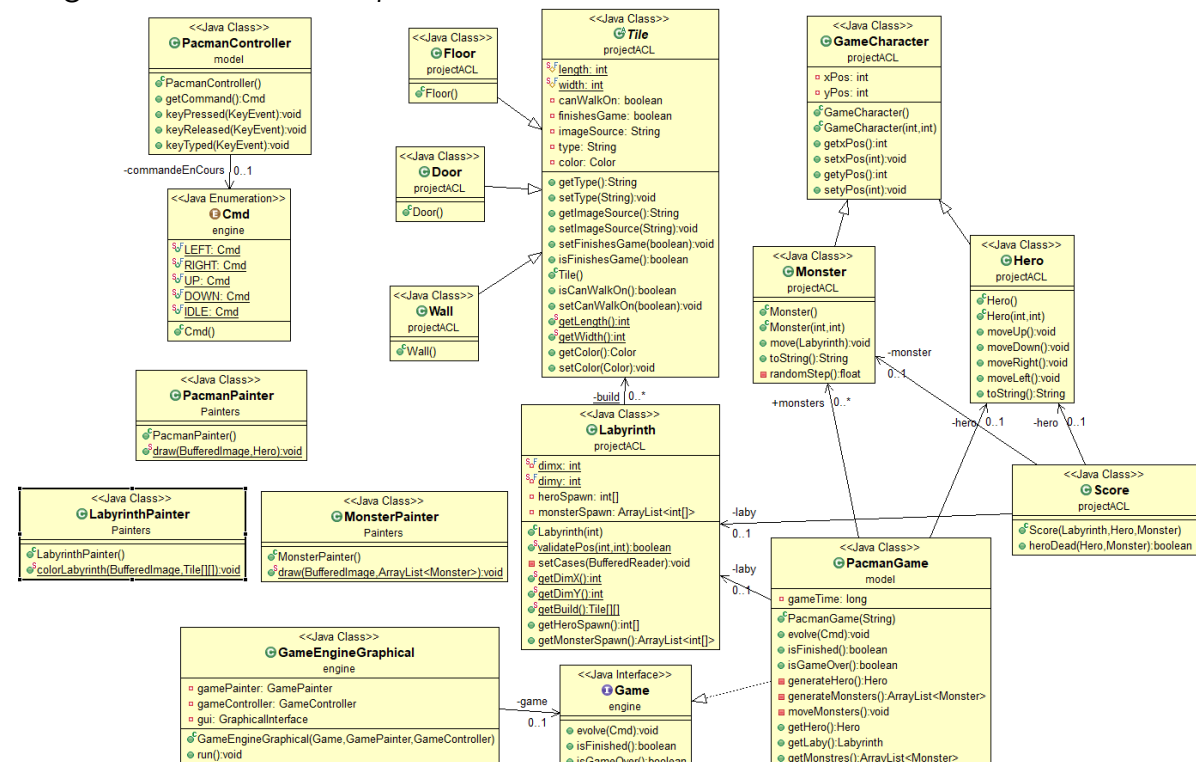 <<Java Class>>
PacmanController
model
PacmanController()
getCommand():Cmd
keyPressed(KeyEvent):void
keyReleased(KeyEvent):void
keyTyped(KeyEvent):void
-commandeEnCours 0..1
<<Java Enumeration>>
Cmd
engine
LEFT: Cmd
RIGHT: Cmd
UP: Cmd
DOWN: Cmd
IDLE: Cmd
Cmd()
<<Java Class>>
Floor
projectACL
Floor()
<<Java Class>>
Door
projectACL
Door()
<<Java Class>>
Wall
projectACL
Wall()
<<Java Class>>
Tile
projectACL
length: int
width: int
canWalkOn: boolean
finishesGame: boolean
imageSource: String
type: String
color: Color
getType():String
setType(String):void
getImageSource():String
setImageSource(String):void
setFinishesGame(boolean):void
isFinishesGame():boolean
Tile()
isCanWalkOn():boolean
setCanWalkOn(boolean):void
getLength():int
getWidth():int
getColor():Color
setColor(Color):void
-build 0..*
<<Java Class>>
GameCharacter
projectACL
xPos: int
yPos: int
GameCharacter()
GameCharacter(int,int)
getxPos():int
setxPos(int):void
getyPos():int
setyPos(int):void
<<Java Class>>
Monster
projectACL
Monster()
Monster(int,int)
move(Labyrinth):void
toString():String
randomStep():float
<<Java Class>>
Hero
projectACL
Hero()
Hero(int,int)
moveUp():void
moveDown():void
moveRight():void
moveLeft():void
toString():String
-monster
0..1
+monsters 0..*
-hero 0..1
-hero 0..1
<<Java Class>>
PacmanPainter
Painters
PacmanPainter()
draw(BufferedImage,Hero):void
<<Java Class>>
LabyrinthPainter
Painters
LabyrinthPainter()
colorLabyrinth(BufferedImage,Tile[][]):void
<<Java Class>>
MonsterPainter
Painters
MonsterPainter()
draw(BufferedImage,ArrayList<Monster>):void
<<Java Class>>
Labyrinth
projectACL
dimx: int
dimy: int
heroSpawn: int[]
monsterSpawn: ArrayList<int[]>
Labyrinth(int)
validatePos(int,int):boolean
setCases(BufferedReader):void
getDimX():int
getDimY():int
getBuild():Tile[][]
getHeroSpawn():int[]
getMonsterSpawn():ArrayList<int[]>
-laby
0..1
-laby
0..1
<<Java Class>>
Score
projectACL
Score(Labyrinth,Hero,Monster)
heroDead(Hero,Monster):boolean
<<Java Class>>
PacmanGame
model
gameTime: long
PacmanGame(String)
evolve(Cmd):void
isFinished():boolean
isGameOver():boolean
generateHero():Hero
generateMonsters():ArrayList<Monster>
moveMonsters():void
getHero():Hero
getLaby():Labyrinth
getMonstres():ArrayList<Monster>
<<Java Class>>
GameEngineGraphical
engine
gamePainter: GamePainter
gameController: GameController
gui: GraphicalInterface
GameEngineGraphical(Game,GamePainter,GameController)
run():void
-game
0..1
<<Java Interface>>
Game
engine
evolve(Cmd):void
isFinished():boolean
isGameOver():boolean